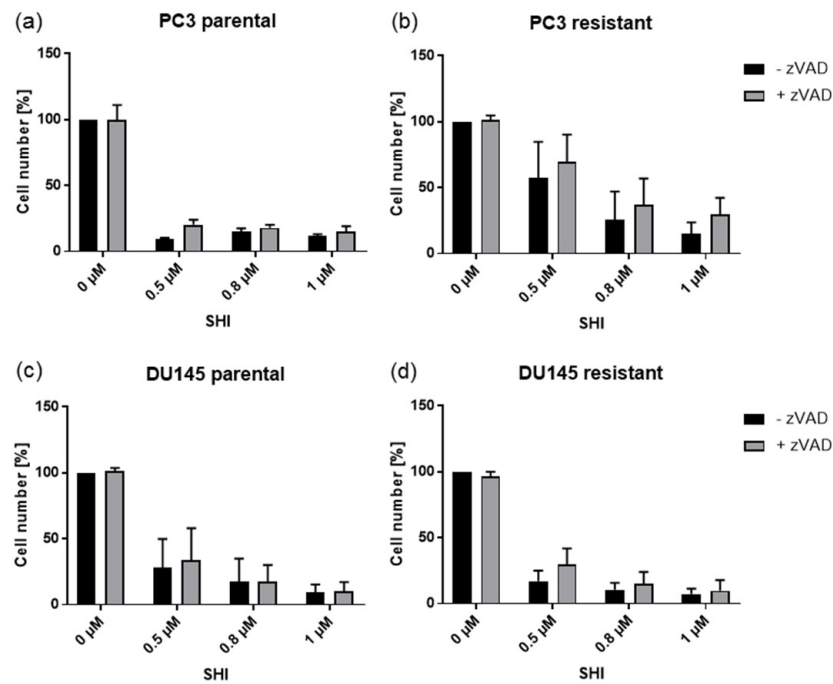 (a) PC3 parental
150
100
50
0
Cell number [%]
0 µM 0.5 µM 0.8 µM 1 µM
SHI
(b) PC3 resistant
150
100
50
0
Cell number [%]
0 µM 0.5 µM 0.8 µM 1 µM
SHI
- zVAD
+ zVAD
(c) DU145 parental
150
100
50
0
Cell number [%]
0 µM 0.5 µM 0.8 µM 1 µM
SHI
(d) DU145 resistant
150
100
50
0
Cell number [%]
0 µM 0.5 µM 0.8 µM 1 µM
SHI
- zVAD
+ zVAD